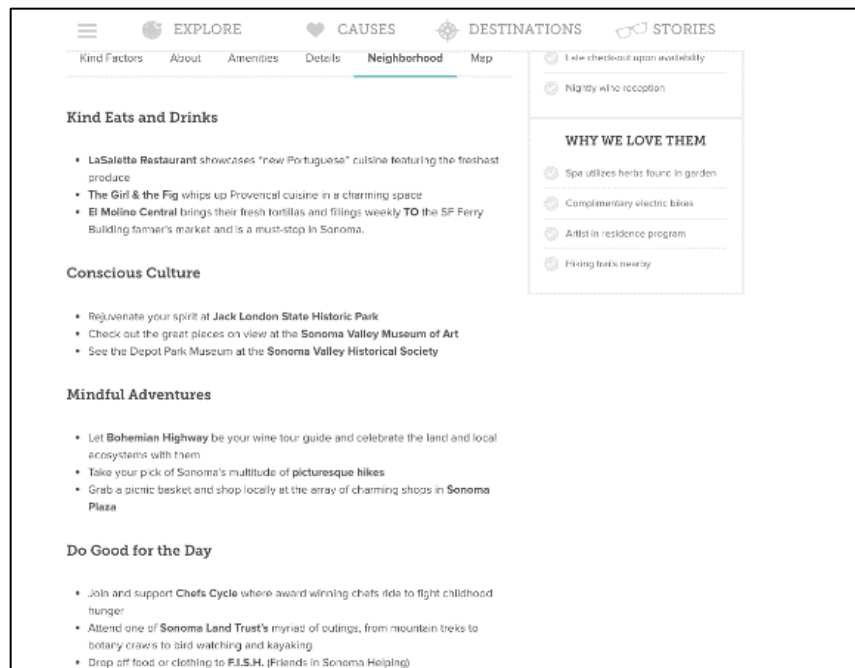 EXPLORE CAUSES DESTINATIONS STORIES
Kind Factors About Amenities Details Neighborhood Map
Late check-out upon availability
Nightly wine reception
WHY WE LOVE THEM
Spa utilizes herbs found in garden
Complimentary electric bikes
Artist in residence program
Hiking trails nearby
Kind Eats and Drinks
LaSalette Restaurant showcases "new Portuguese" cuisine featuring the freshest
produce
The Girl & the Fig whips up Provencal cuisine in a charming space
El Molino Central brings their fresh tortillas and fillings weekly TO the SF Ferry
Building farmer's market and is a must-stop in Sonoma.
Conscious Culture
Rejuvenate your spirit at Jack London State Historic Park
Check out the great pieces on view at the Sonoma Valley Museum of Art
See the Depot Park Museum at the Sonoma Valley Historical Society
Mindful Adventures
Let Bohemian Highway be your wine tour guide and celebrate the land and local
ecosystems with them
Take your pick of Sonoma's multitude of picturesque hikes
Grab a picnic basket and shop locally at the array of charming shops in Sonoma
Plaza
Do Good for the Day
Join and support Chefs Cycle where award winning chefs ride to fight childhood
hunger
Attend one of Sonoma Land Trust's myriad of outings, from mountain treks to
botany crawls to bird watching and kayaking
Drop off food or clothing to F.I.S.H. (Friends in Sonoma Helping)